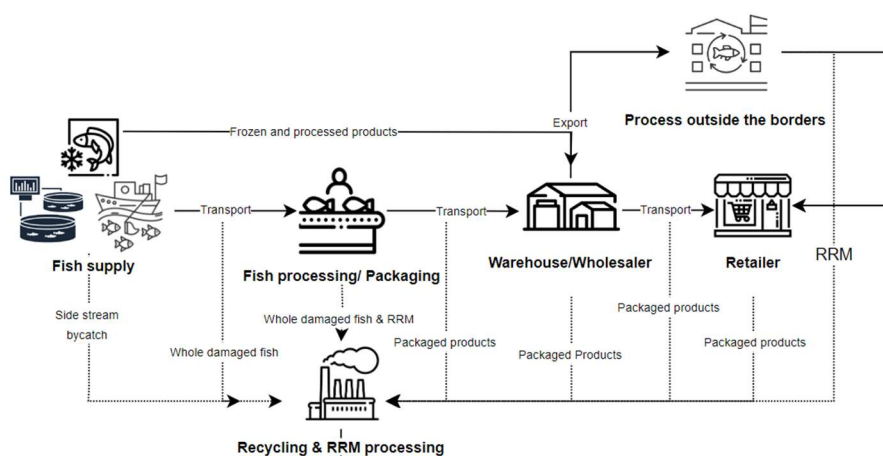 Process outside the borders
Export
Frozen and processed products
Transport
Transport
Transport
Fish supply
Fish processing/ Packaging
Warehouse/Wholesaler
Retailer
RRM
Side stream
bycatch
Whole damaged fish & RRM
Packaged products
Whole damaged fish
Packaged products
Packaged Products
Packaged products
Recycling & RRM processing